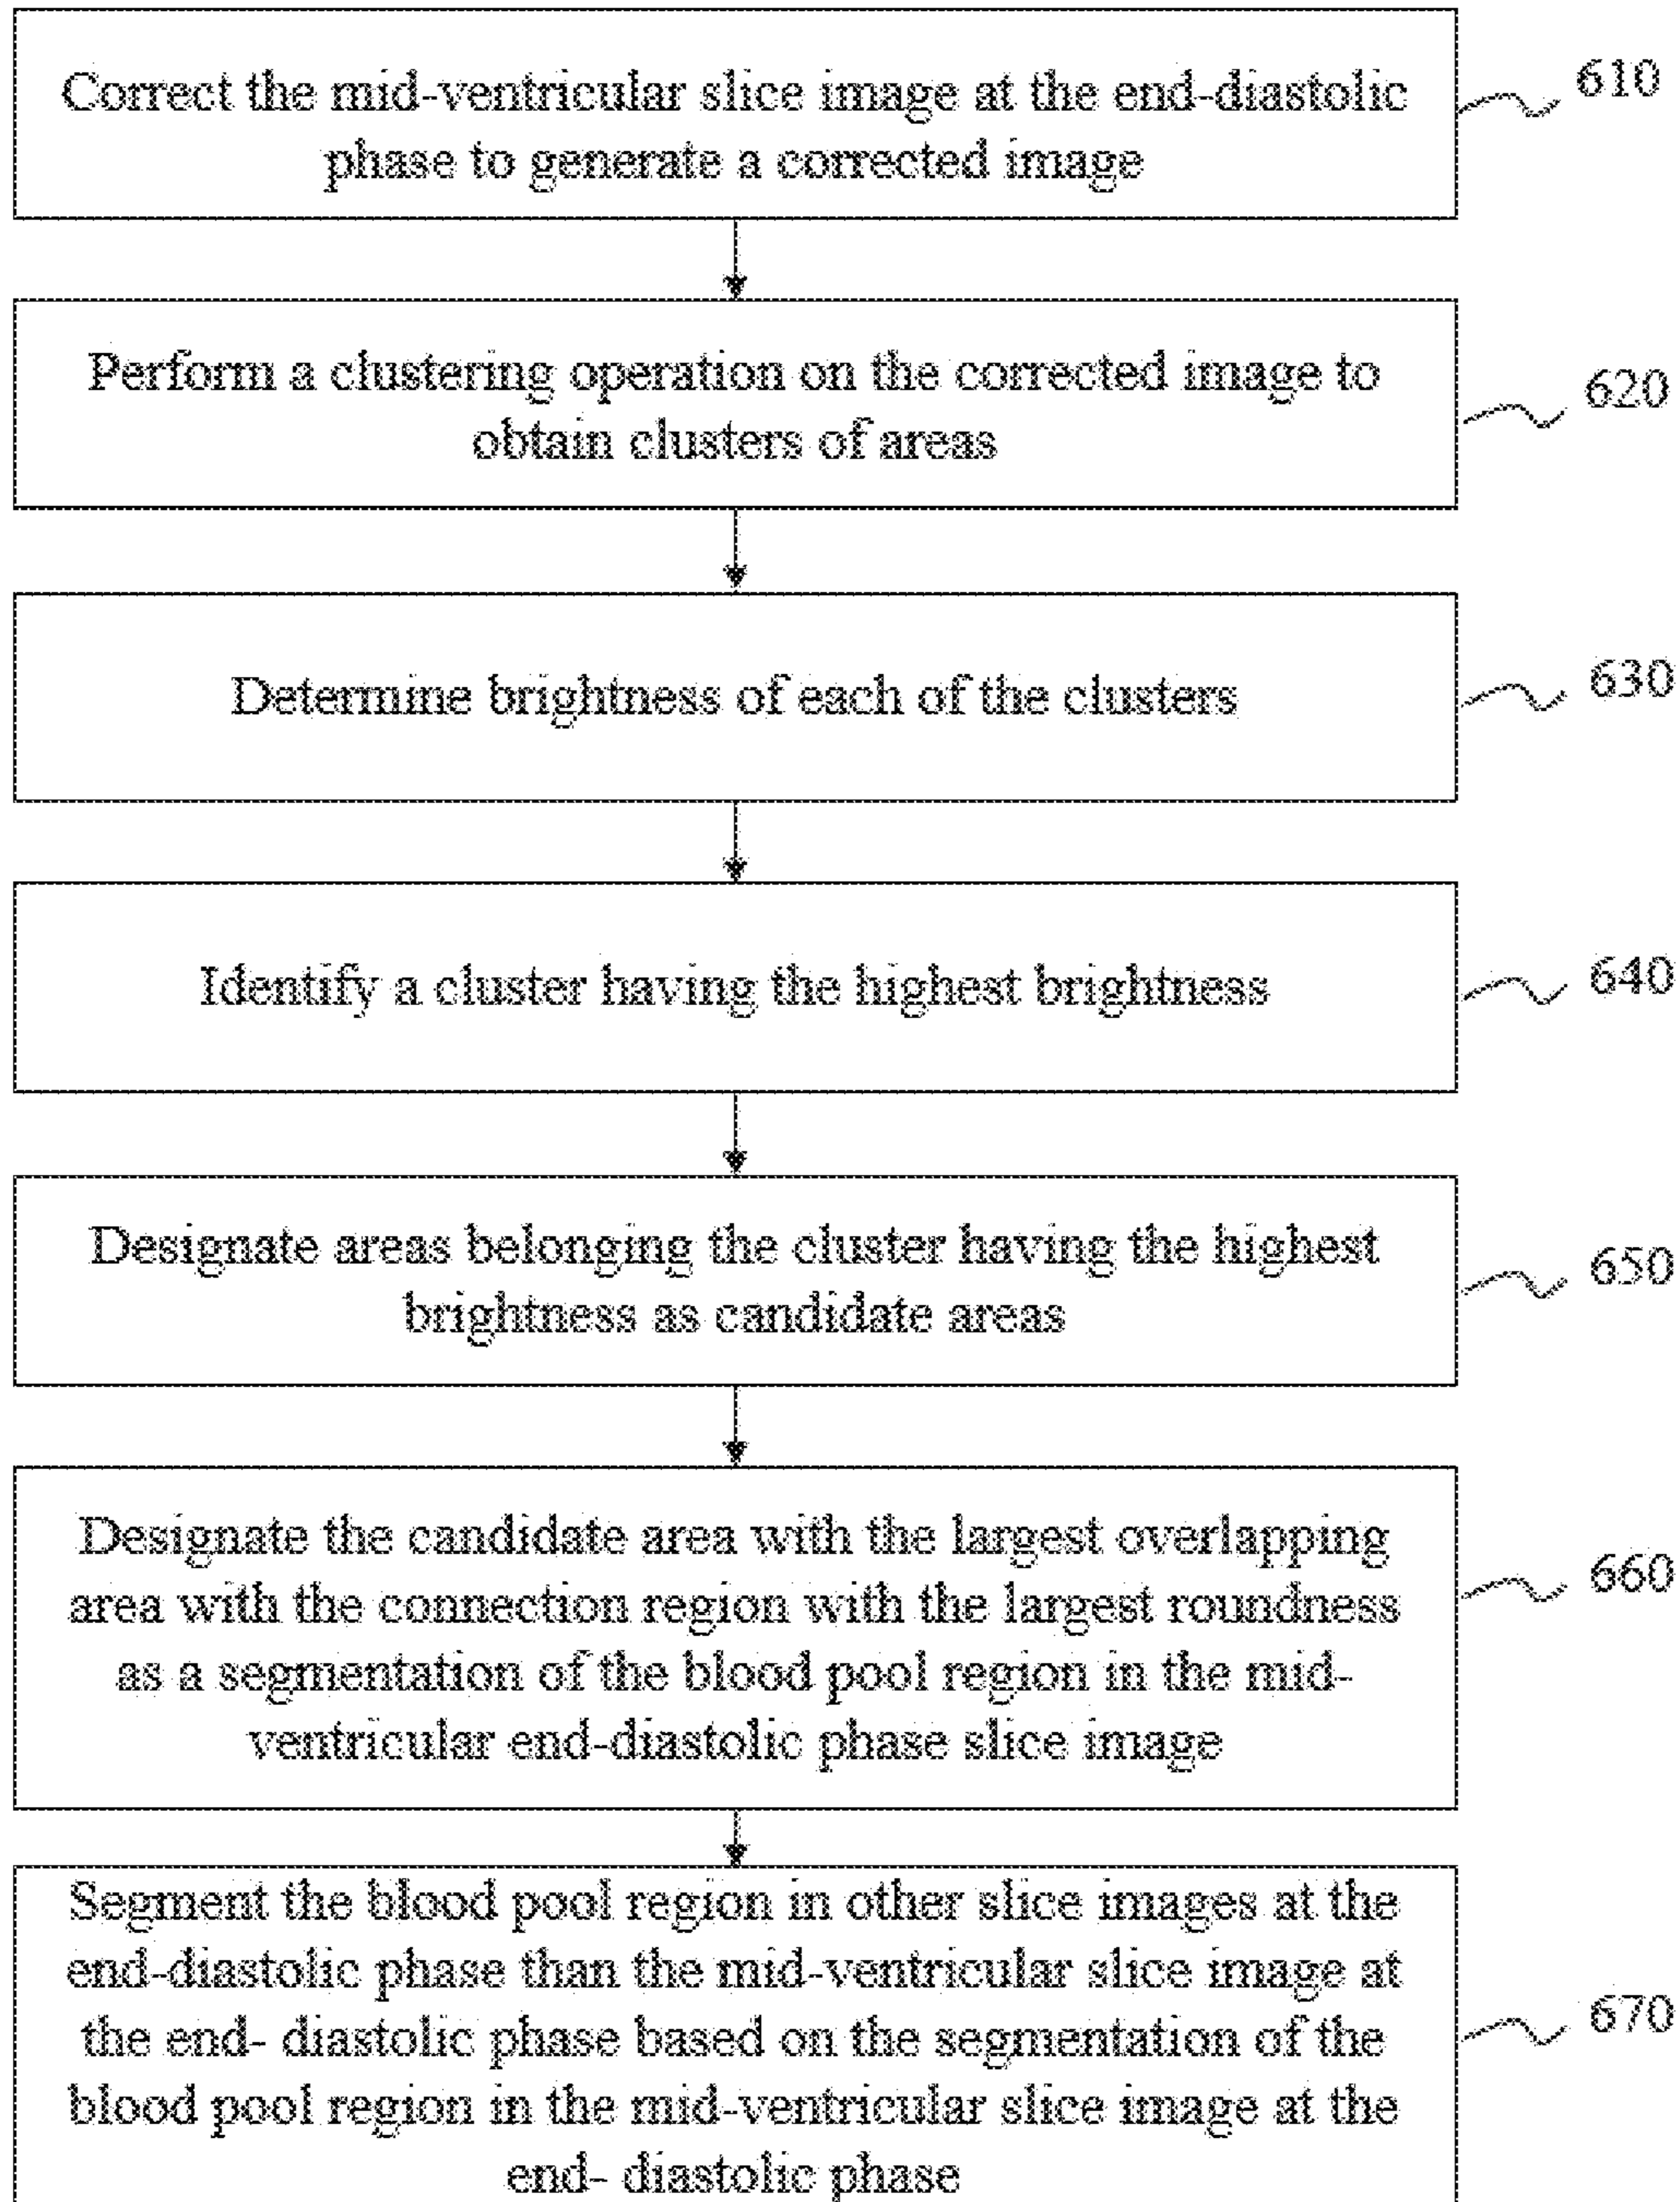 Correct the mid-ventricular slice image at the end-diastolic
phase to generate a corrected image
610
Perform a clustering operation on the corrected image to
obtain clusters of areas
620
Determine brightness of each of the clusters
630
Identify a cluster having the highest brightness
640
Designate areas belonging the cluster having the highest
brightness as candidate areas
650
Designate the candidate area with the largest overlapping
area with the connection region with the largest roundness
as a segmentation of the blood pool region in the mid-
ventricular end-diastolic phase slice image
660
Segment the blood pool region in other slice images at the
end-diastolic phase than the mid-ventricular slice image at
the end- diastolic phase based on the segmentation of the
blood pool region in the mid-ventricular slice image at the
end- diastolic phase
670